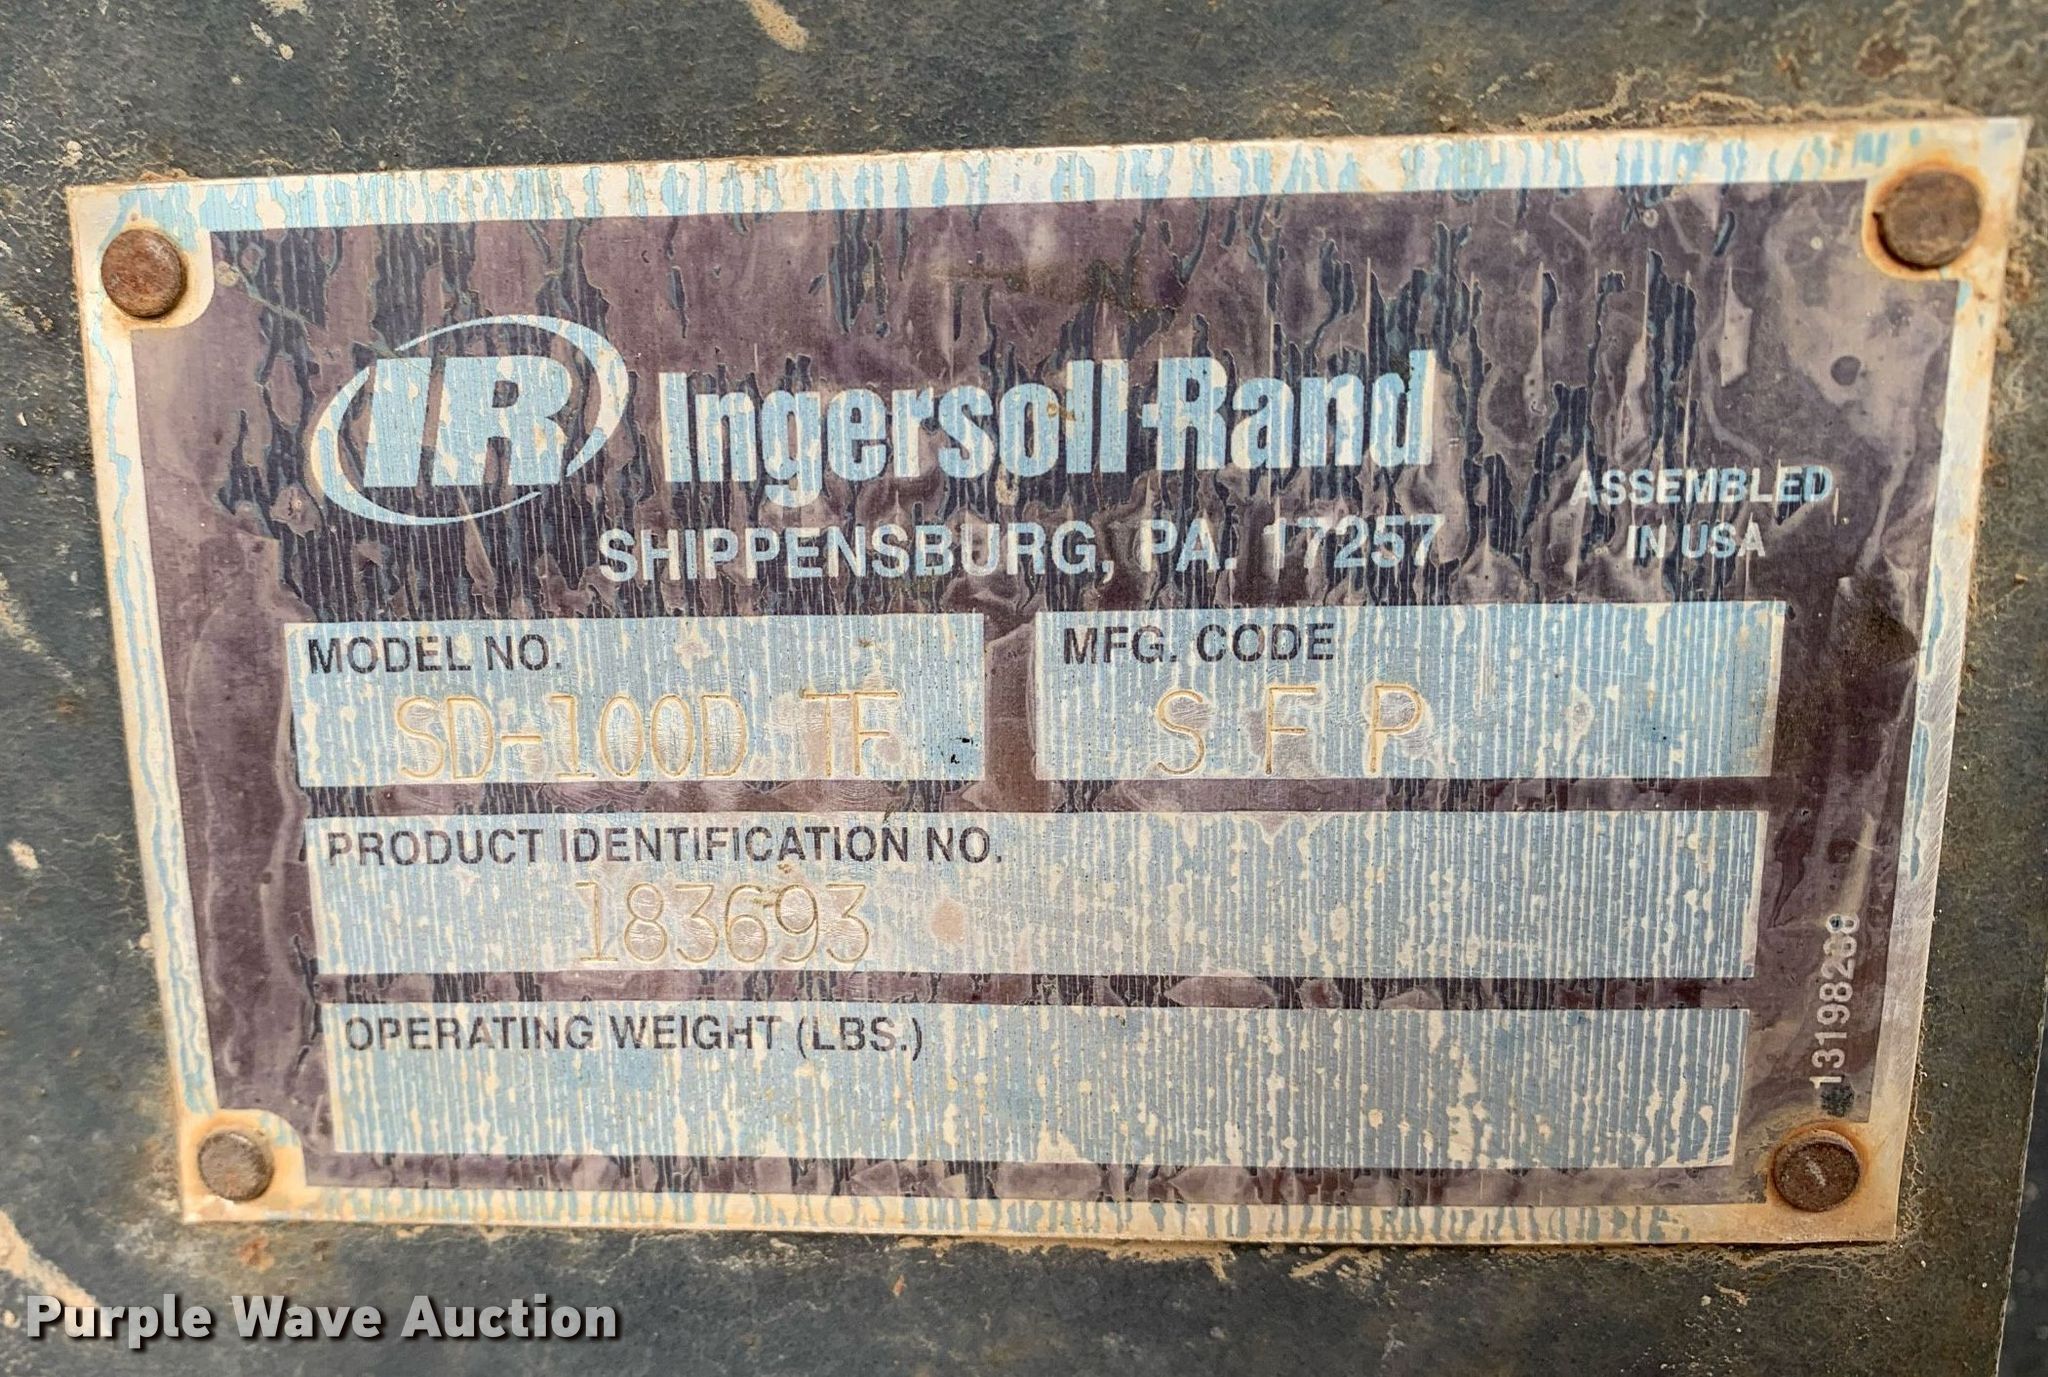 IR Ingersoll-Rand
SHIPPENSBURG, PA. 17257
ASSEMBLED
IN USA
MODEL NO.
SD-100D TF
MFG. CODE
S F P
PRODUCT IDENTIFICATION NO.
183693
OPERATING WEIGHT (LBS.)
Purple Wave Auction